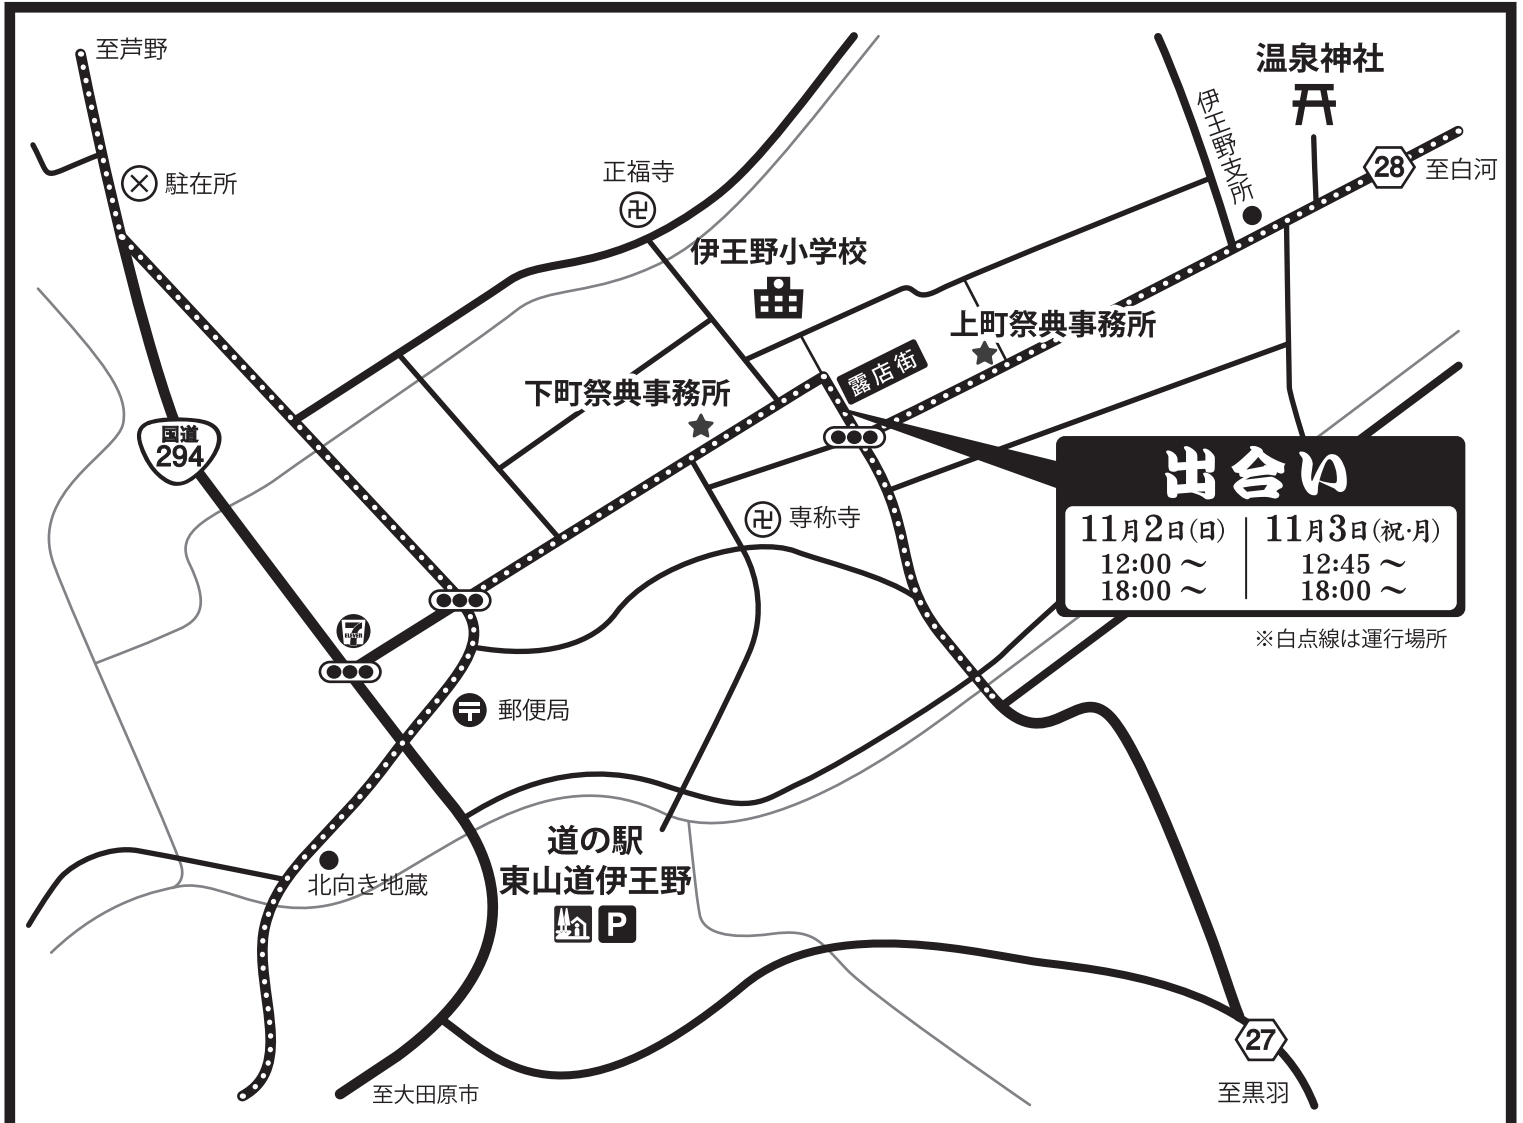 至芦野
温泉神社
伊王野支所
28
至白河
駐在所
正福寺
伊王野小学校
上町祭典事務所
露店街
下町祭典事務所
国道
294
出合い
11月2日(日)
12:00 〜
18:00 〜
11月3日(祝·月)
12:45 〜
18:00 〜
専称寺
※白点線は運行場所
7
ELEVEN
郵便局
道の駅
東山道伊王野
P
北向き地蔵
27
至大田原市
至黒羽